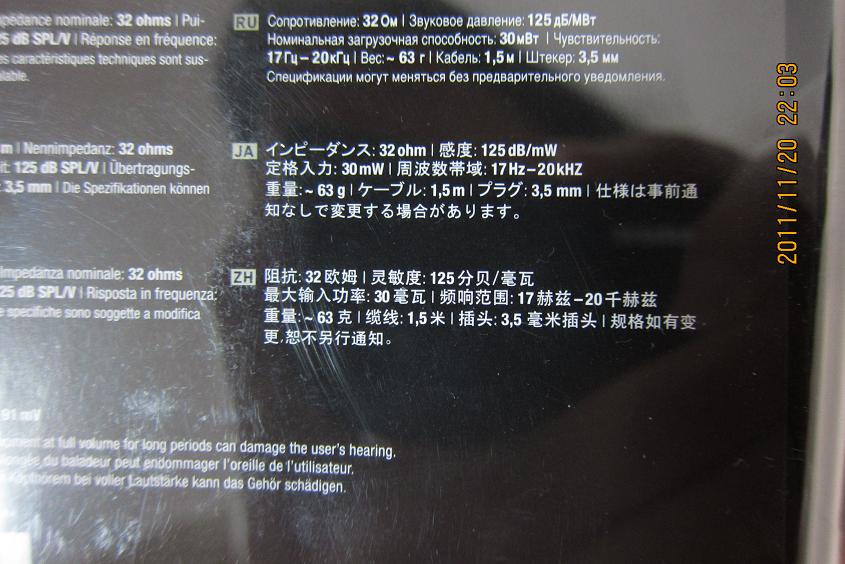 npédance nominale: 32 ohms | Pui-
5 dB SPL/V | Réponse en fréquence:
es caractéristiques techniques sont sus-
m | Nennimpedanz: 32 ohms
it: 125 dB SPL/V | Übertragungs-
3,5 mm | Die Spezifikationen können
Impedanza nominale: 32 ohms
25 dB SPL/V | Risposta in frequenza:
e specifiche sono soggette a modifica
RU Сопротивление: 32 Ом | Звуковое давление: 125 дБ/МВт
Номинальная загрузочная способность: 30 мВт | Чувствительность:
17 Гц – 20кГц | Вес: ~ 63 г | Кабель: 1,5 м | Штекер: 3,5 мм
Спецификации могут меняться без предварительного уведомления.
JA インピーダンス: 32 ohm | 感度: 125 dB/mW
定格入力: 30 mW | 周波数帯域: 17 Hz – 20 kHZ
重量: ~ 63 g | ケーブル: 1,5 m | プラグ: 3,5 mm | 仕様は事前通
知なしで変更する場合があります。
ZH 阻抗: 32 欧姆 | 灵敏度: 125 分贝/毫瓦
最大输入功率: 30 毫瓦 | 频响范围: 17 赫兹 – 20 千赫兹
重量: ~ 63 克 | 缆线: 1,5 米 | 插头: 3,5 毫米插头 | 规格如有变
更,恕不另行通知。
91 mV
at full volume for long periods can damage the user's hearing.
du baladeur peut endommager l'oreille de l'utilisateur.
bei voller Lautstärke kann das Gehör schädigen.
2011/11/20 22:03